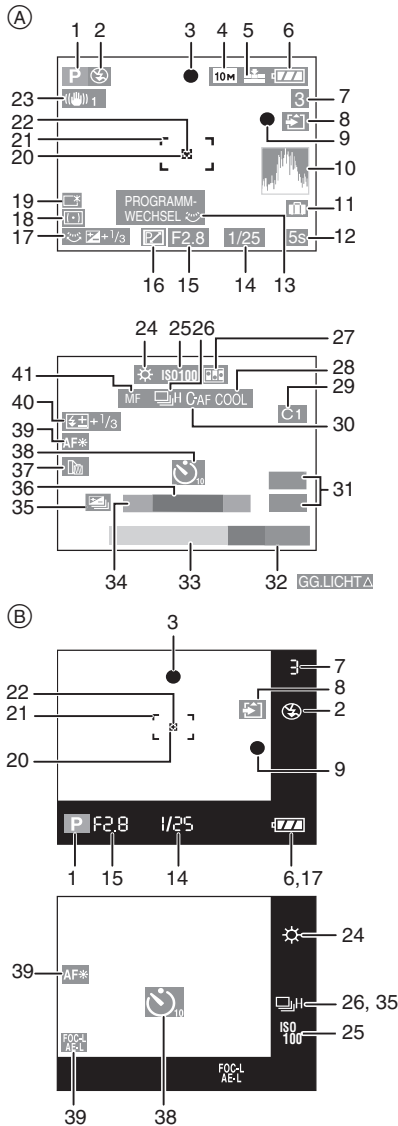 A
1 2 3 4 5 6
P 10M
23 ((🖑)) 1 3 7
22 8
21 9
20 10
19 PROGRAMM- 11
18 WECHSEL
17 +1/3 F2.8 1/25 5s 12
16 15 14 13
24 25 26 27
ISO100
41 28
MF H C-AF COOL 29
40 +1/3 C1
30
39 AF✳
38
37 10
36 31
35
34 33 32 GG.LICHT△
B
3
3 7
22 8
21 2
20 9
P F2.8 1/25
1 15 14 6,17
24
39 AF✳
10 H 26, 35
FOC-L ISO 25
AE-L 100
FOC-L
AE-L
39 38